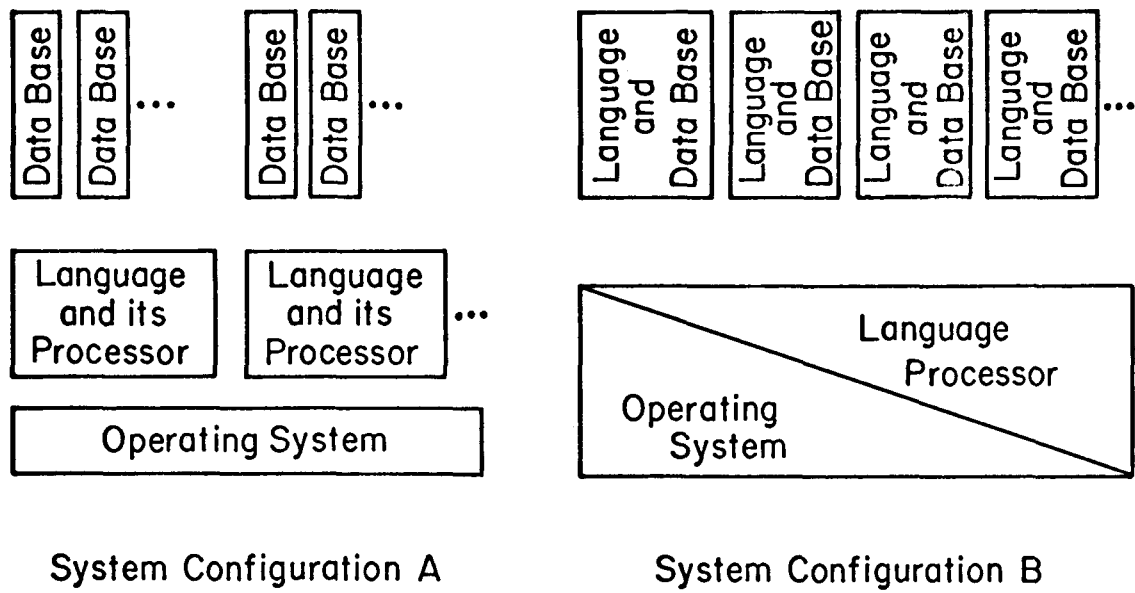 Data Base
Data Base
...
Data Base
Data Base
...
Language
and its
Processor
Language
and its
Processor
...
Operating System
System Configuration A
Language
and
Data Base
Language
and
Data Base
Language
and
Data Base
Language
and
Data Base
...
Language
Processor
Operating
System
System Configuration B